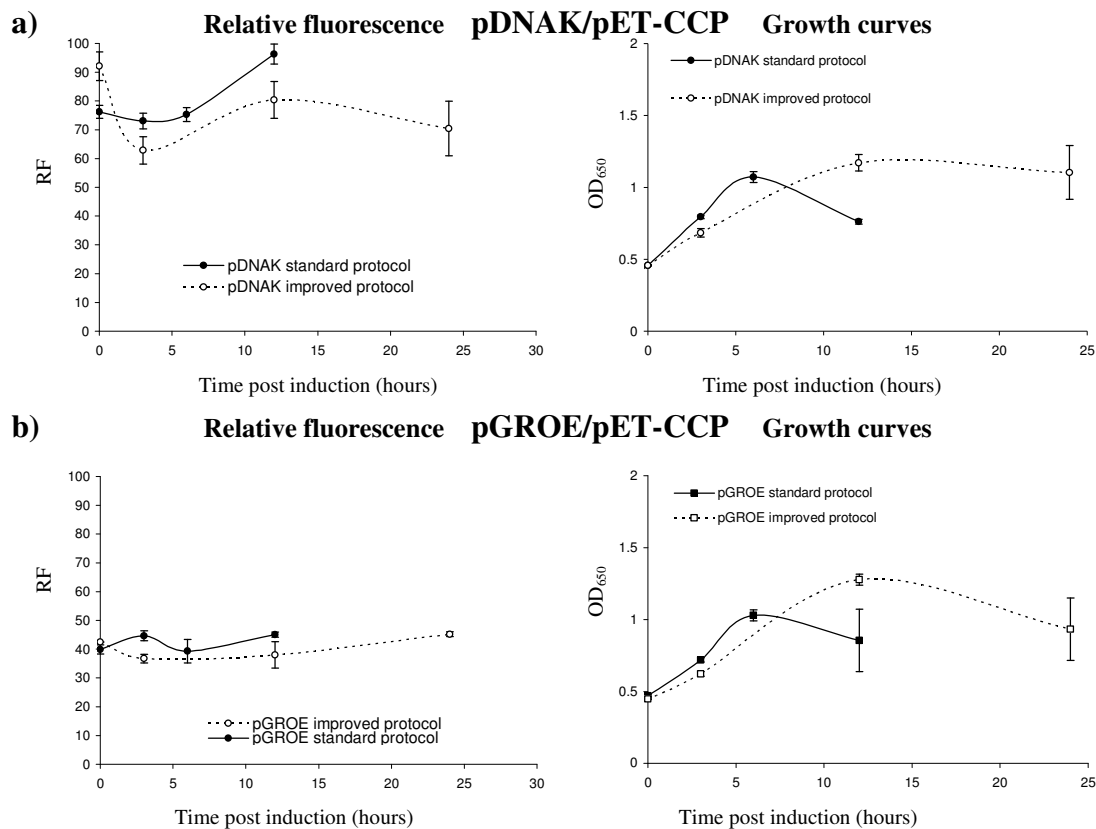 a) Relative fluorescence pDNAK/pET-CCP Growth curves
100
90
80
70
60
50
40
30
20
10
0
RF
pDNAK standard protocol
pDNAK improved protocol
0 5 10 15 20 25 30
Time post induction (hours)
2
1.5
1
0.5
0
OD650
pDNAK standard protocol
pDNAK improved protocol
0 5 10 15 20 25
Time post induction (hours)
b) Relative fluorescence pGROE/pET-CCP Growth curves
100
90
80
70
60
50
40
30
20
10
0
RF
pGROE improved protocol
pGROE standard protocol
0 5 10 15 20 25 30
Time post induction (hours)
2
1.5
1
0.5
0
OD650
pGROE standard protocol
pGROE improved protocol
0 5 10 15 20 25
Time post induction (hours)